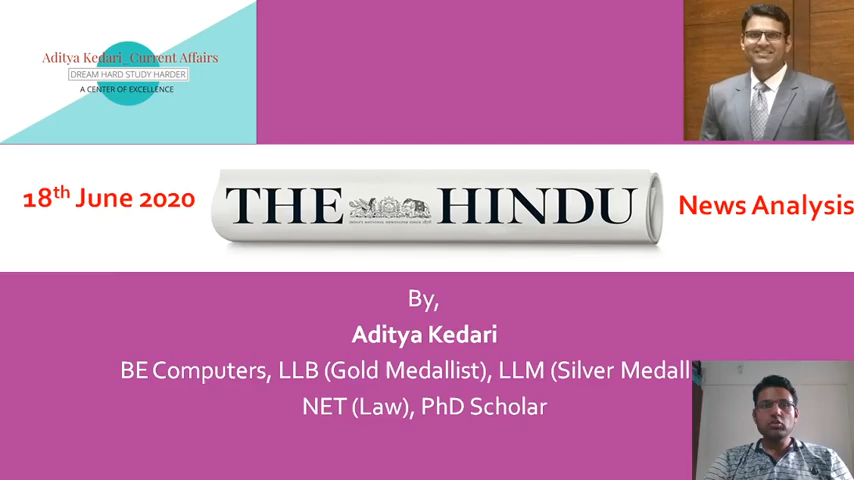 Aditya Kedari_Current Affairs
DREAM HARD STUDY HARDER
A CENTER OF EXCELLENCE
18th June 2020
THE HINDU
News Analysis
By,
Aditya Kedari
BE Computers, LLB (Gold Medallist), LLM (Silver Medall
NET (Law), PhD Scholar